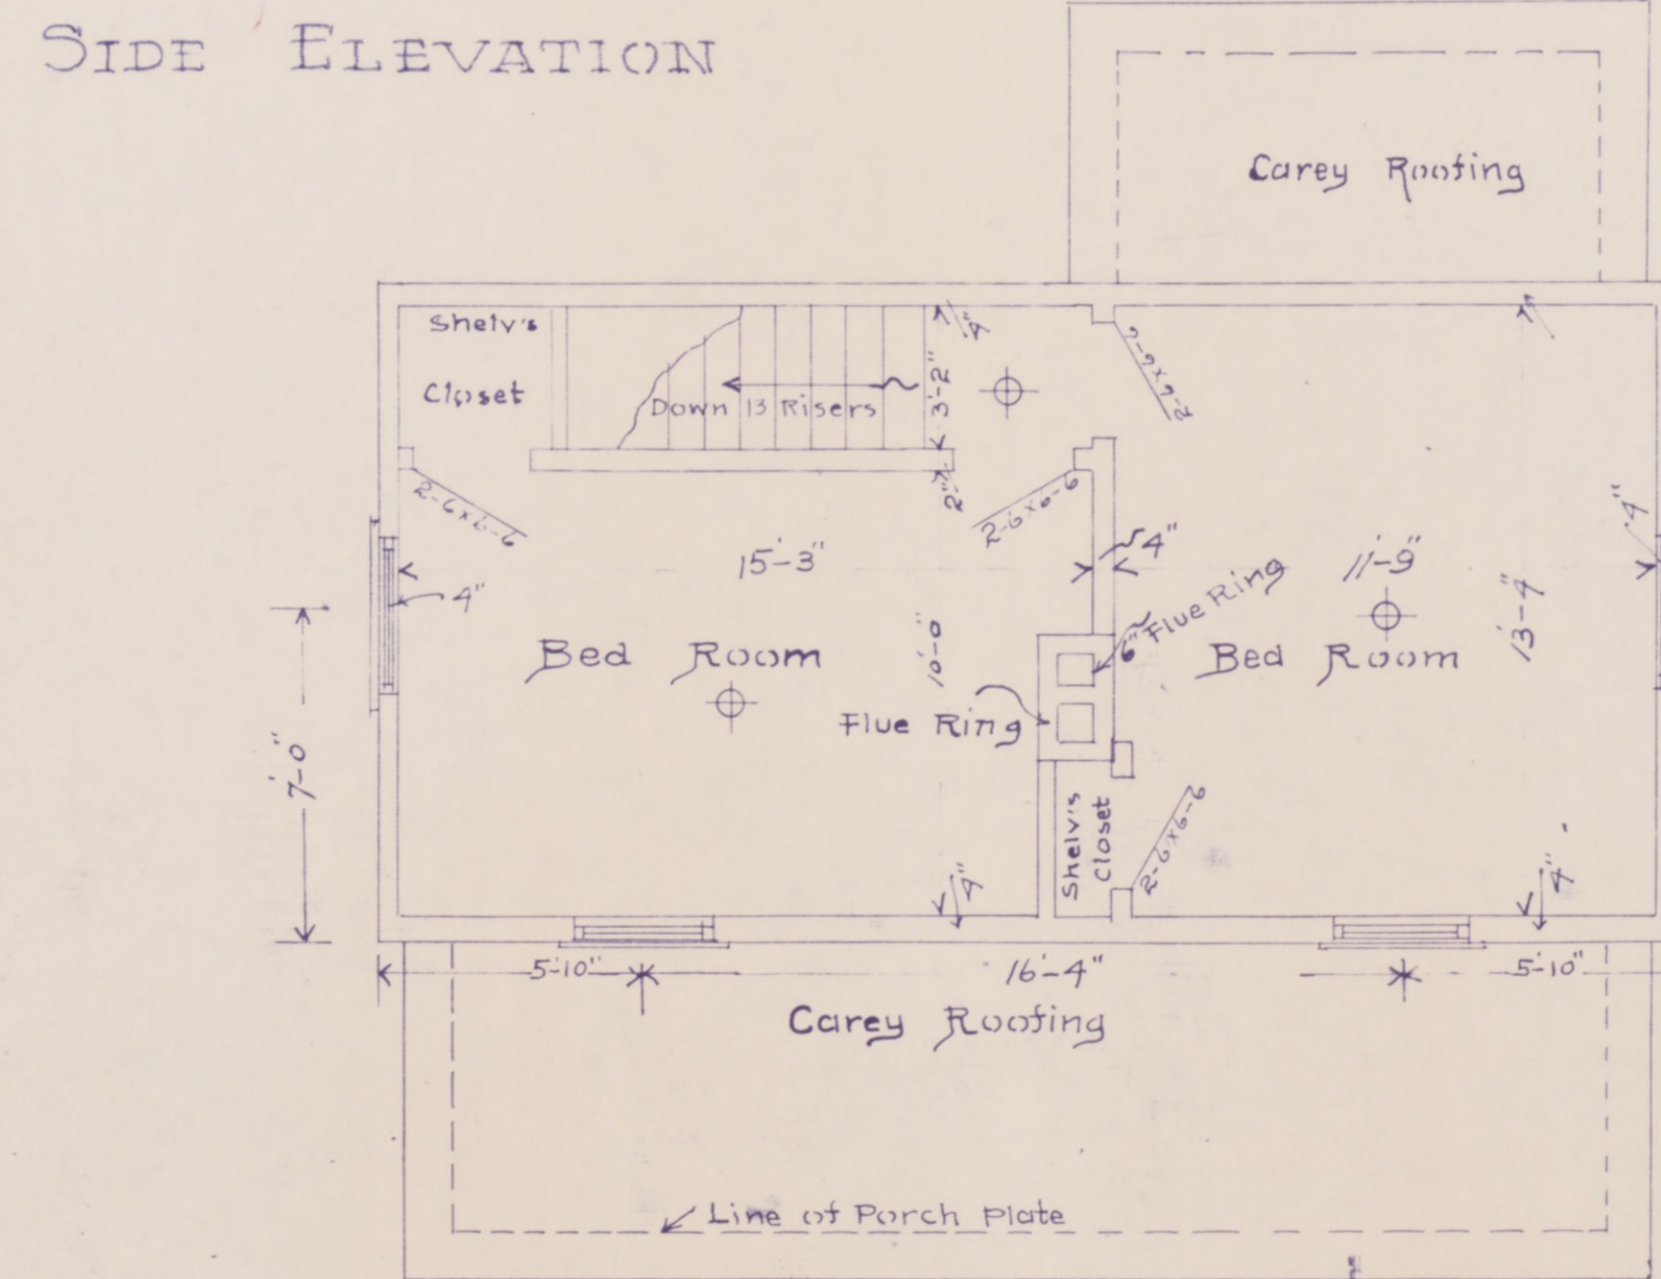 SIDE ELEVATION
Carey Roofing
Shelv's
Closet
Down 13 Risers
3'-2"
4"
2"
2-6x6-6
2-6x6-6
2-6x6-6
15'-3"
4"
11'-9"
4"
4"
13'-4"
10'-0"
6" Flue Ring
Bed Room
Bed Room
Flue Ring
7'-0"
Shelv's
Closet
2-6x6-6
4"
4"
5'-10"
16'-4"
5'-10"
Carey Roofing
Line of Porch Plate